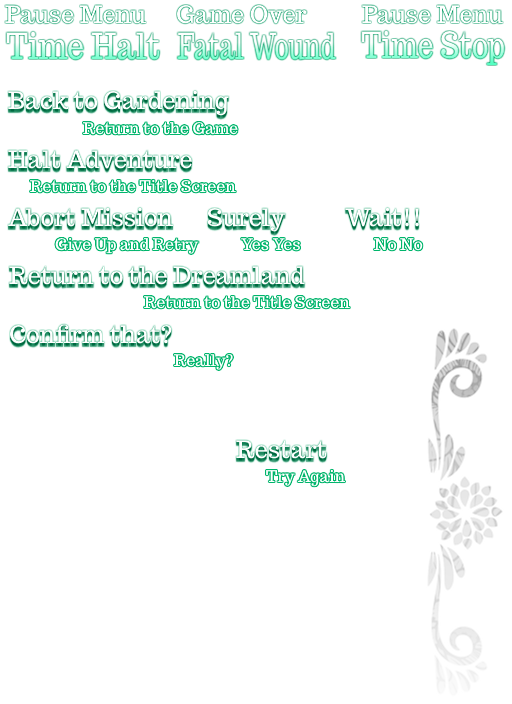 Pause Menu
Time Halt
Game Over
Fatal Wound
Pause Menu
Time Stop
Back to Gardening
Return to the Game
Halt Adventure
Return to the Title Screen
Abort Mission
Give Up and Retry
Surely
Yes Yes
Wait!!
No No
Return to the Dreamland
Return to the Title Screen
Confirm that?
Really?
Restart
Try Again